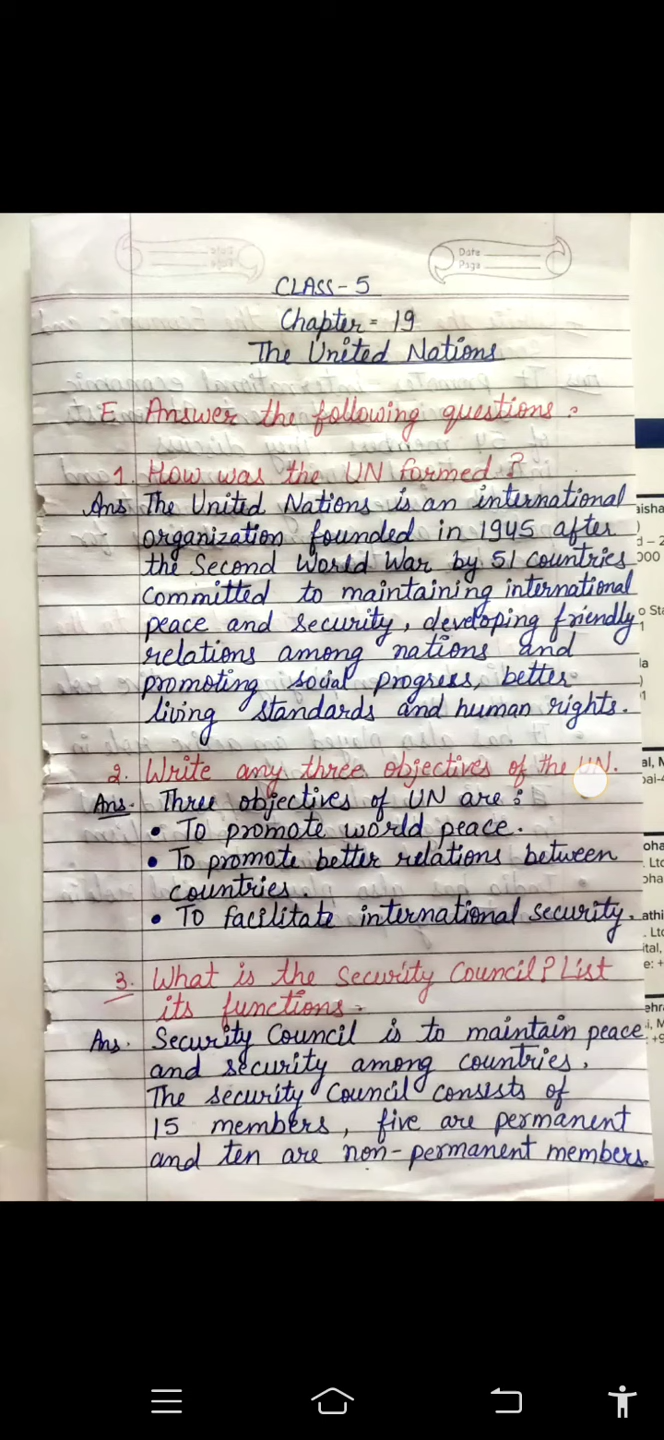 Date
Page
CLASS - 5
Chapter = 19
The United Nations
E. Answer the following questions :
1. How was the UN formed ?
Ans The United Nations is an international
organization founded in 1945 after
the Second World War by 51 countries
committed to maintaining international
peace and security, developing friendly
relations among nations and
promoting social progress, better
living standards and human rights.
2. Write any three objectives of the UN.
Ans. Three objectives of UN are :
• To promote world peace.
• To promote better relations between
countries.
• To facilitate international security.
3. What is the Security Council? List
its functions.
Ans. Security Council is to maintain peace
and security among countries.
The security Council consists of
15 members, five are permanent
and ten are non-permanent members.